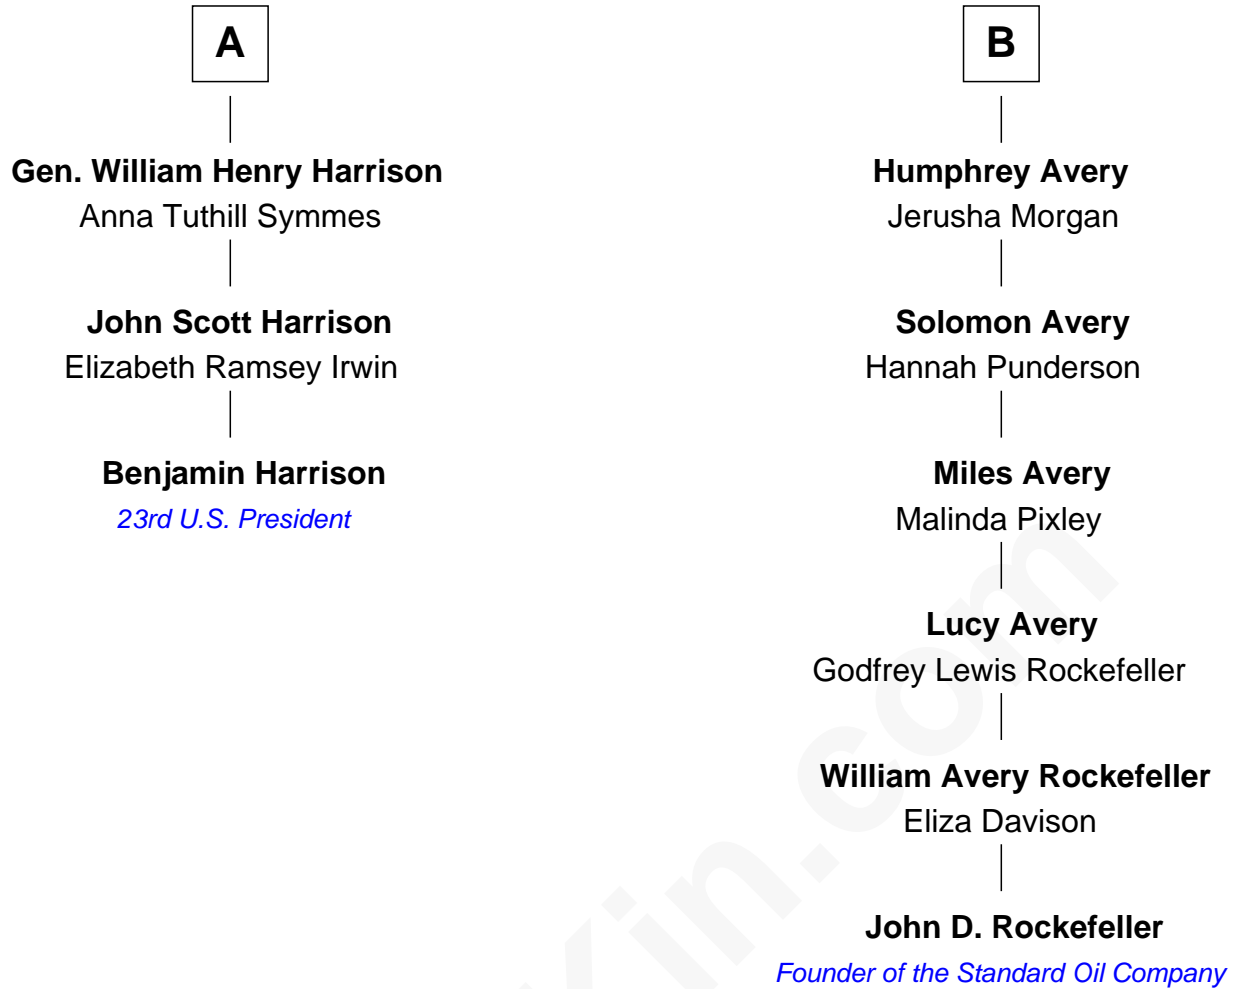 A
Gen. William Henry Harrison
Anna Tuthill Symmes
John Scott Harrison
Elizabeth Ramsey Irwin
Benjamin Harrison
23rd U.S. President
B
Humphrey Avery
Jerusha Morgan
Solomon Avery
Hannah Punderson
Miles Avery
Malinda Pixley
Lucy Avery
Godfrey Lewis Rockefeller
William Avery Rockefeller
Eliza Davison
John D. Rockefeller
Founder of the Standard Oil Company
Kin.com